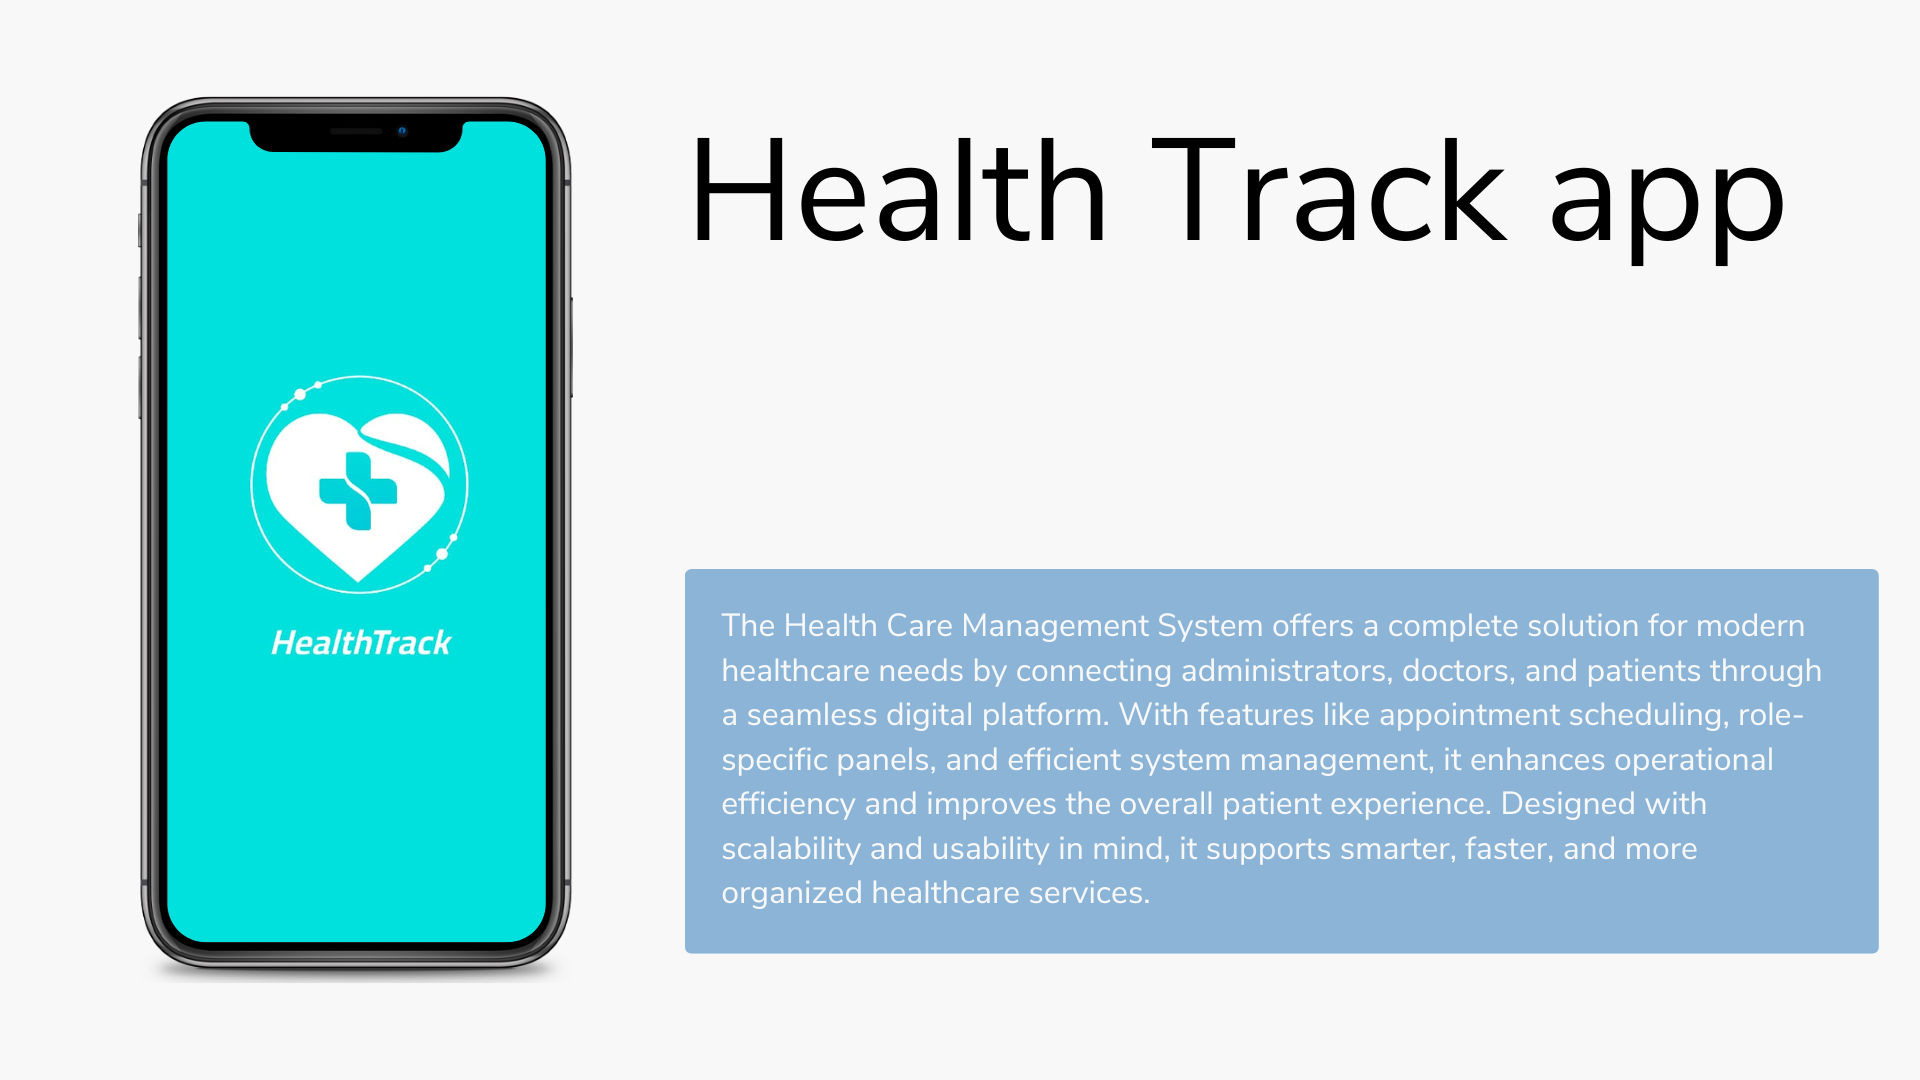 Health Track app
HealthTrack
The Health Care Management System offers a complete solution for modern
healthcare needs by connecting administrators, doctors, and patients through
a seamless digital platform. With features like appointment scheduling, role-
specific panels, and efficient system management, it enhances operational
efficiency and improves the overall patient experience. Designed with
scalability and usability in mind, it supports smarter, faster, and more
organized healthcare services.